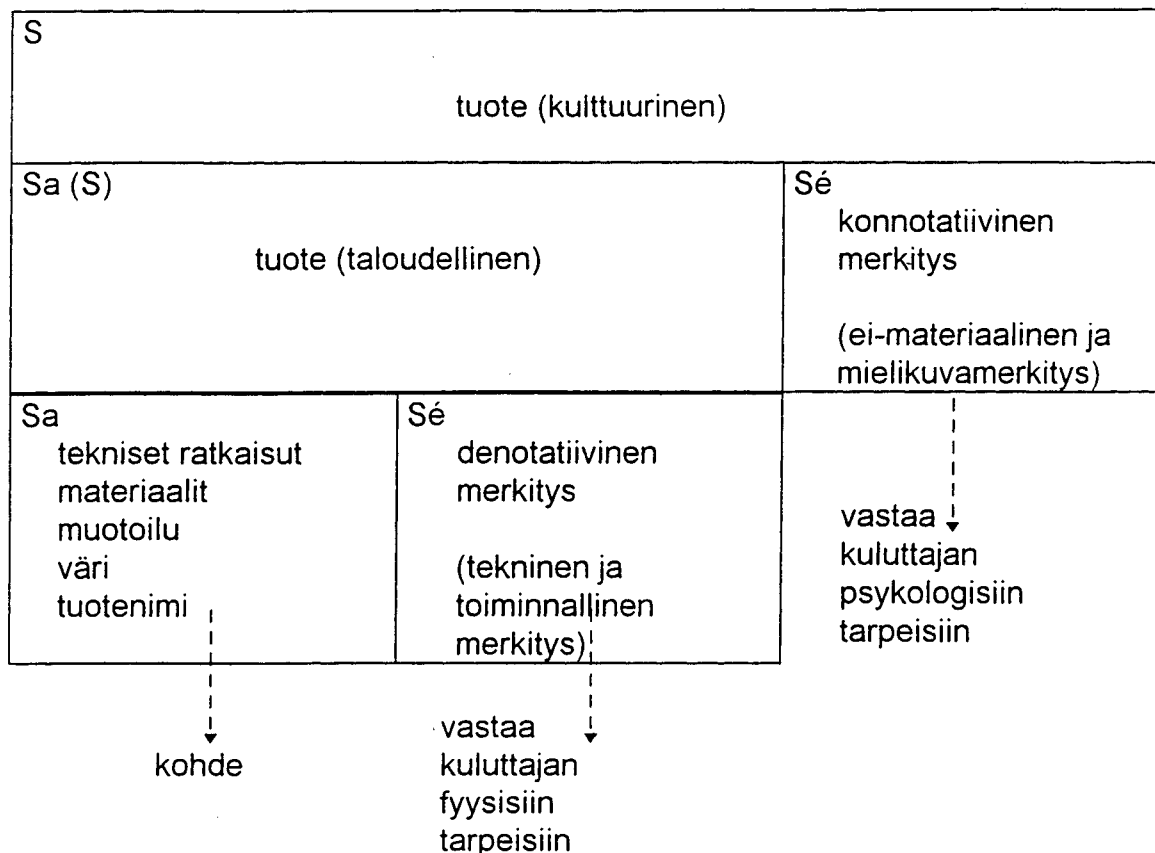 S
tuote (kulttuurinen)
Sa (S)
tuote (taloudellinen)
Sé
konnotatiivinen
merkitys
(ei-materiaalinen ja
mielikuvamerkitys)
Sa
tekniset ratkaisut
materiaalit
muotoilu
väri
tuotenimi
Sé
denotatiivinen
merkitys
(tekninen ja
toiminnallinen
merkitys)
vastaa
kuluttajan
psykologisiin
tarpeisiin
kohde
vastaa
kuluttajan
fyysisiin
tarpeisiin